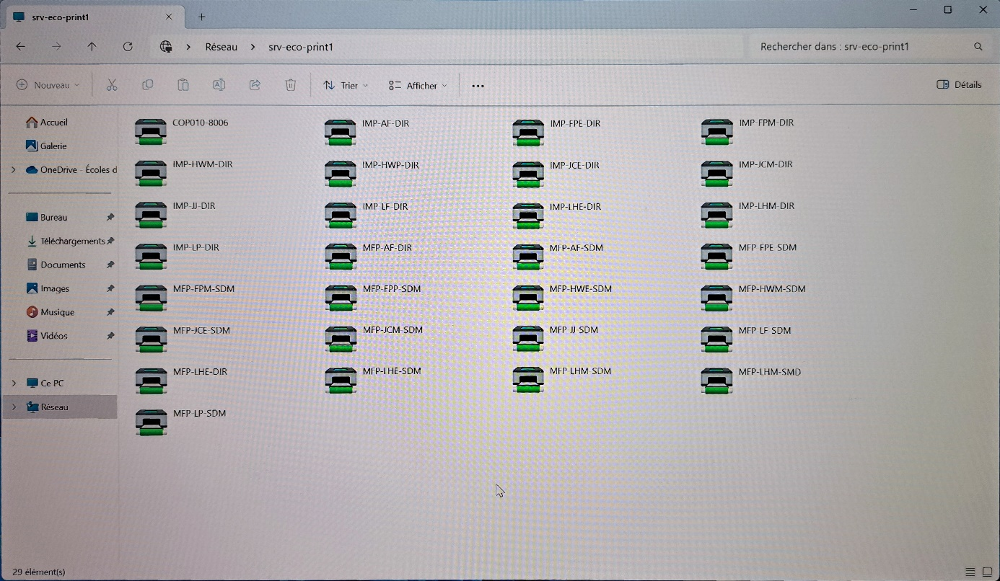 srv-eco-print1
Réseau > srv-eco-print1
Rechercher dans : srv-eco-print1
Nouveau
Trier
Afficher
Détails
Accueil
Galerie
OneDrive - Écoles d
Bureau
Téléchargements
Documents
Images
Musique
Vidéos
Ce PC
Réseau
COP010-8006
IMP-AF-DIR
IMP-FPE-DIR
IMP-FPM-DIR
IMP-HWM-DIR
IMP-HWP-DIR
IMP-JCE-DIR
IMP-JCM-DIR
IMP-JJ-DIR
IMP-LF-DIR
IMP-LHE-DIR
IMP-LHM-DIR
IMP-LP-DIR
MFP-AF-DIR
MFP-AF-SDM
MFP-FPE-SDM
MFP-FPM-SDM
MFP-FPP-SDM
MFP-HWE-SDM
MFP-HWM-SDM
MFP-JCE-SDM
MFP-JCM-SDM
MFP-JJ-SDM
MFP-LF-SDM
MFP-LHE-DIR
MFP-LHE-SDM
MFP-LHM-SDM
MFP-LHM-SMD
MFP-LP-SDM
29 élément(s)